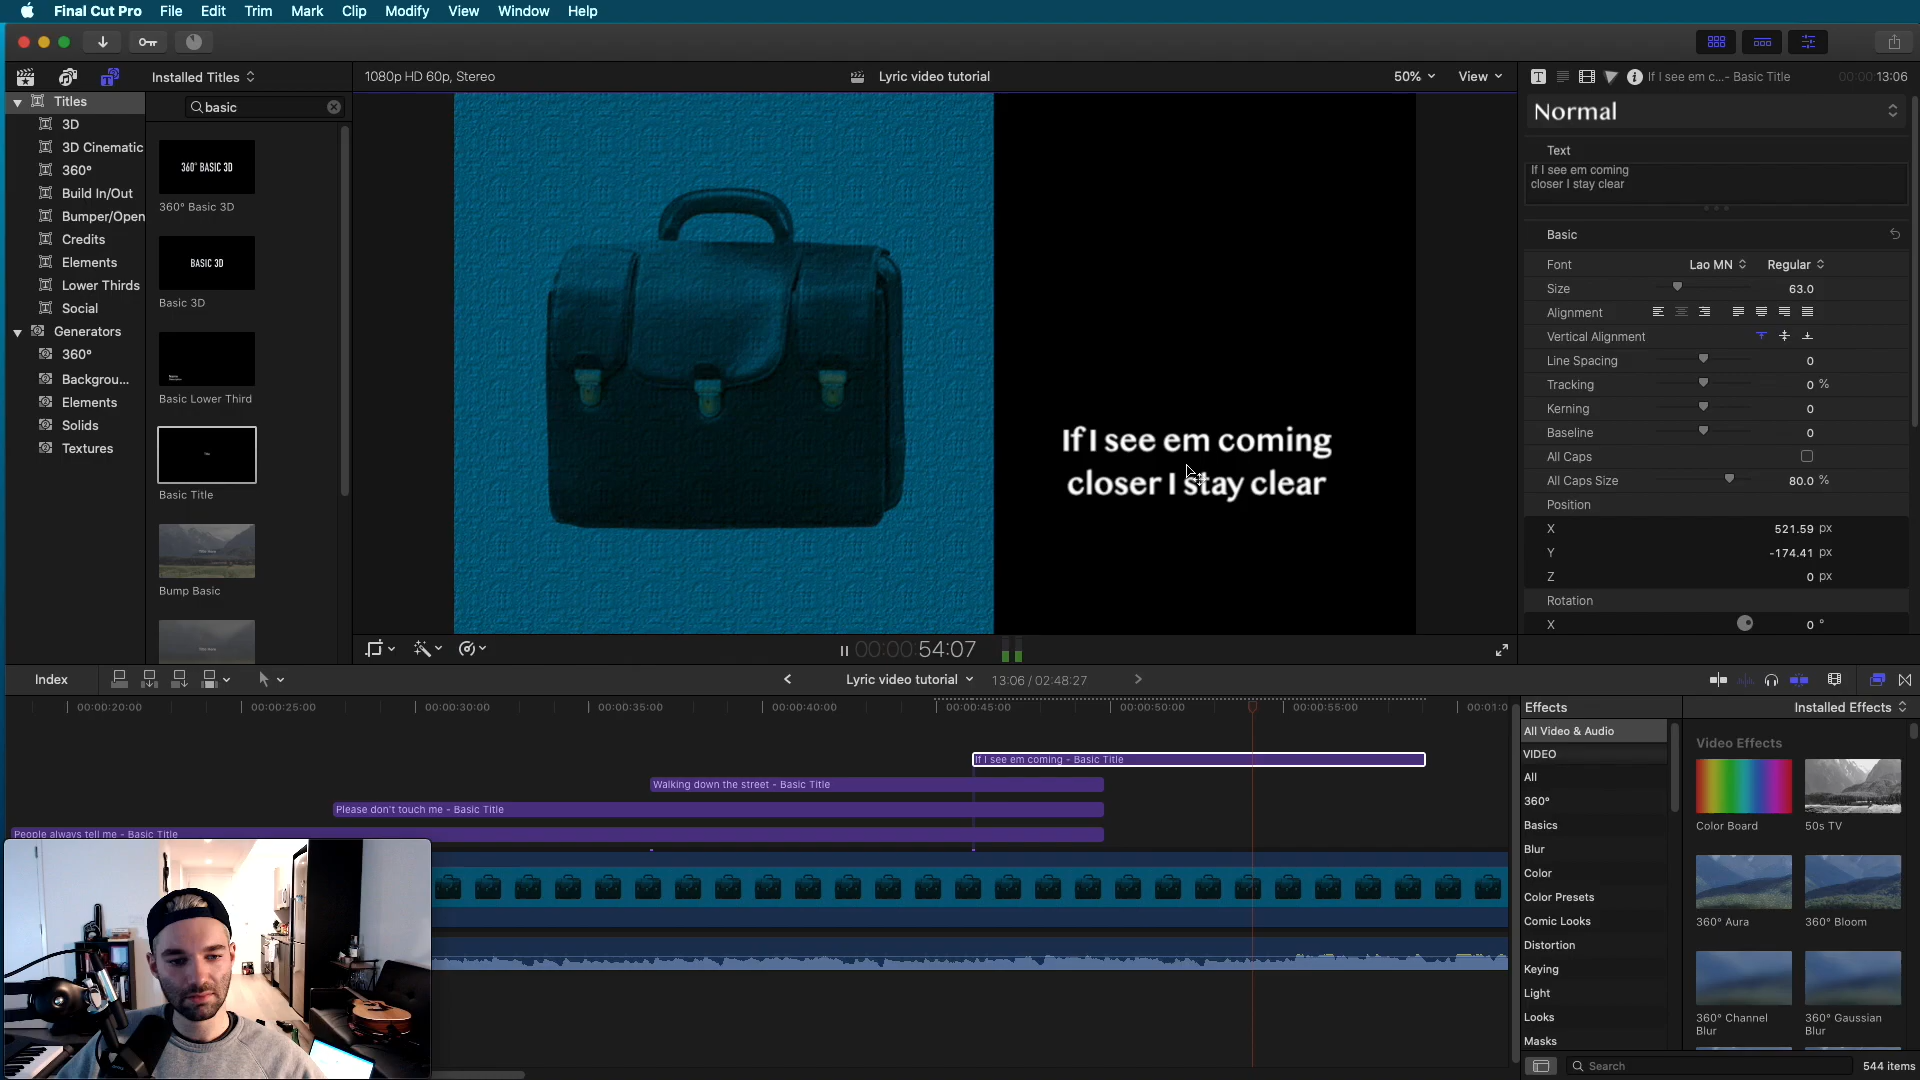 Final Cut Pro File Edit Trim Mark Clip Modify View Window Help
Installed Titles
1080p HD 60p, Stereo
Lyric video tutorial
50%
View
If I see em c...- Basic Title
00:00:13:06
Titles
3D
3D Cinematic
360°
Build In/Out
Bumper/Open
Credits
Elements
Lower Thirds
Social
Generators
360°
Backgrou...
Elements
Solids
Textures
basic
360° BASIC 3D
360° Basic 3D
BASIC 3D
Basic 3D
Basic Lower Third
Title
Basic Title
Bump Basic
If I see em coming
closer I stay clear
Normal
Text
If I see em coming
closer I stay clear
Basic
Font Lao MN Regular
Size 63.0
Alignment
Vertical Alignment
Line Spacing 0
Tracking 0 %
Kerning 0
Baseline 0
All Caps
All Caps Size 80.0 %
Position
X 521.59 px
Y -174.41 px
Z 0 px
Rotation
X 0 °
00:00:54:07
Index
Lyric video tutorial
13:06 / 02:48:27
00:00:20:00 00:00:25:00 00:00:30:00 00:00:35:00 00:00:40:00 00:00:45:00 00:00:50:00 00:00:55:00 00:01:0
If I see em coming - Basic Title
Walking down the street - Basic Title
Please don't touch me - Basic Title
People always tell me - Basic Title
Effects
Installed Effects
All Video & Audio
VIDEO
All
360°
Basics
Blur
Color
Color Presets
Comic Looks
Distortion
Keying
Light
Looks
Masks
Video Effects
Color Board
50s TV
360° Aura
360° Bloom
360° Channel
Blur
360° Gaussian
Blur
Search
544 items